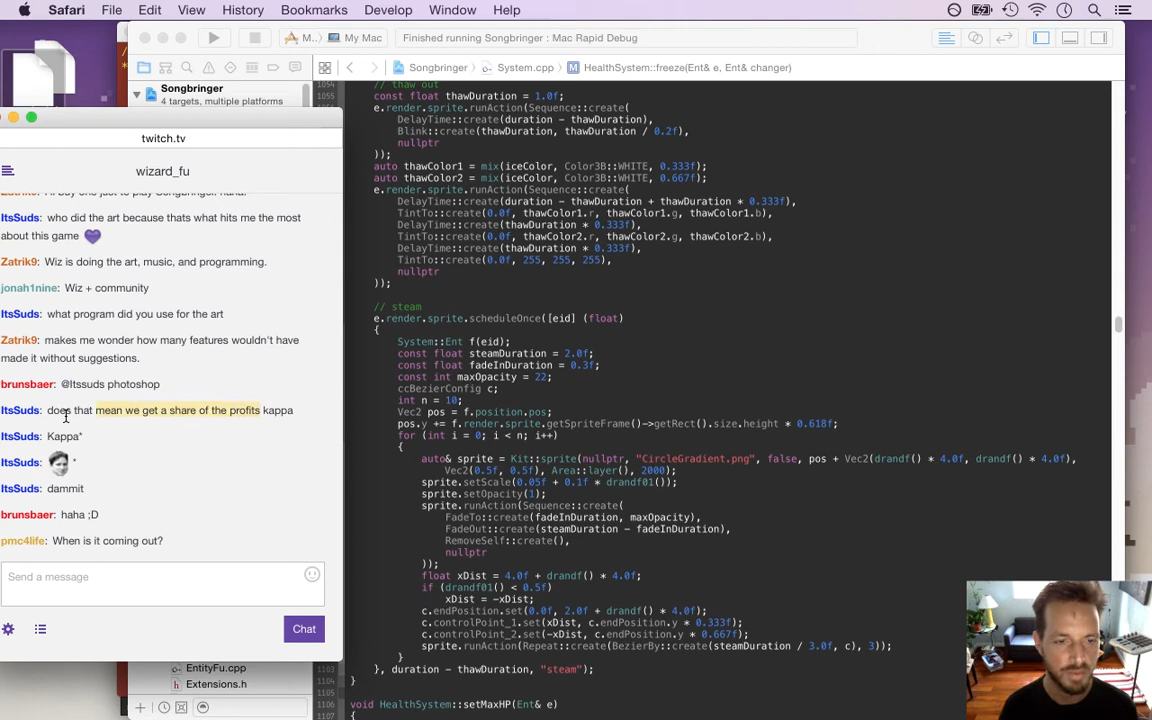 Safari File Edit View History Bookmarks Develop Window Help
M..
My Mac
Finished running Songbringer : Mac Rapid Debug
Songbringer
4 targets, multiple platforms
Songbringer
System.cpp
M HealthSystem::freeze(Ent& e, Ent& changer)
twitch.tv
wizard_fu
ItsSuds: who did the art because thats what hits me the most
about this game
Zatrik9: Wiz is doing the art, music, and programming.
jonah1nine: Wiz + community
ItsSuds: what program did you use for the art
Zatrik9: makes me wonder how many features wouldn't have
made it without suggestions.
brunsbaer: @Itssuds photoshop
ItsSuds: does that mean we get a share of the profits kappa
ItsSuds: Kappa*
ItsSuds: *
ItsSuds: dammit
brunsbaer: haha ;D
pmc4life: When is it coming out?
Send a message
Chat
EntityFu.cpp
Extensions.h
1054 // thaw out
1055 const float thawDuration = 1.0f;
1056 e.render.sprite.runAction(Sequence::create(
DelayTime::create(duration - thawDuration),
Blink::create(thawDuration, thawDuration / 0.2f),
nullptr
));
auto thawColor1 = mix(iceColor, Color3B::WHITE, 0.333f);
auto thawColor2 = mix(iceColor, Color3B::WHITE, 0.667f);
e.render.sprite.runAction(Sequence::create(
DelayTime::create(duration - thawDuration + thawDuration * 0.333f),
TintTo::create(0.0f, thawColor1.r, thawColor1.g, thawColor1.b),
DelayTime::create(thawDuration * 0.333f),
TintTo::create(0.0f, thawColor2.r, thawColor2.g, thawColor2.b),
DelayTime::create(thawDuration * 0.333f),
TintTo::create(0.0f, 255, 255, 255),
nullptr
));
// steam
e.render.sprite.scheduleOnce([eid] (float)
{
System::Ent f(eid);
const float steamDuration = 2.0f;
const float fadeInDuration = 0.3f;
const int maxOpacity = 22;
ccBezierConfig c;
int n = 10;
Vec2 pos = f.position.pos;
pos.y += f.render.sprite.getSpriteFrame()->getRect().size.height * 0.618f;
for (int i = 0; i < n; i++)
{
auto& sprite = Kit::sprite(nullptr, "CircleGradient.png", false, pos + Vec2(drandf() * 4.0f, drandf() * 4.0f),
Vec2(0.5f, 0.5f), Area::layer(), 2000);
sprite.setScale(0.05f + 0.1f * drandf01());
sprite.setOpacity(1);
sprite.runAction(Sequence::create(
FadeTo::create(fadeInDuration, maxOpacity),
FadeOut::create(steamDuration - fadeInDuration),
RemoveSelf::create(),
nullptr
));
float xDist = 4.0f + drandf() * 4.0f;
if (drandf01() < 0.5f)
xDist = -xDist;
c.endPosition.set(0.0f, 2.0f + drandf() * 4.0f);
c.controlPoint_1.set(xDist, c.endPosition.y * 0.333f);
c.controlPoint_2.set(-xDist, c.endPosition.y * 0.667f);
sprite.runAction(Repeat::create(BezierBy::create(steamDuration / 3.0f, c), 3));
}
1103 }, duration - thawDuration, "steam");
1104 }
1105
1106 void HealthSystem::setMaxHP(Ent& e)
1107 {